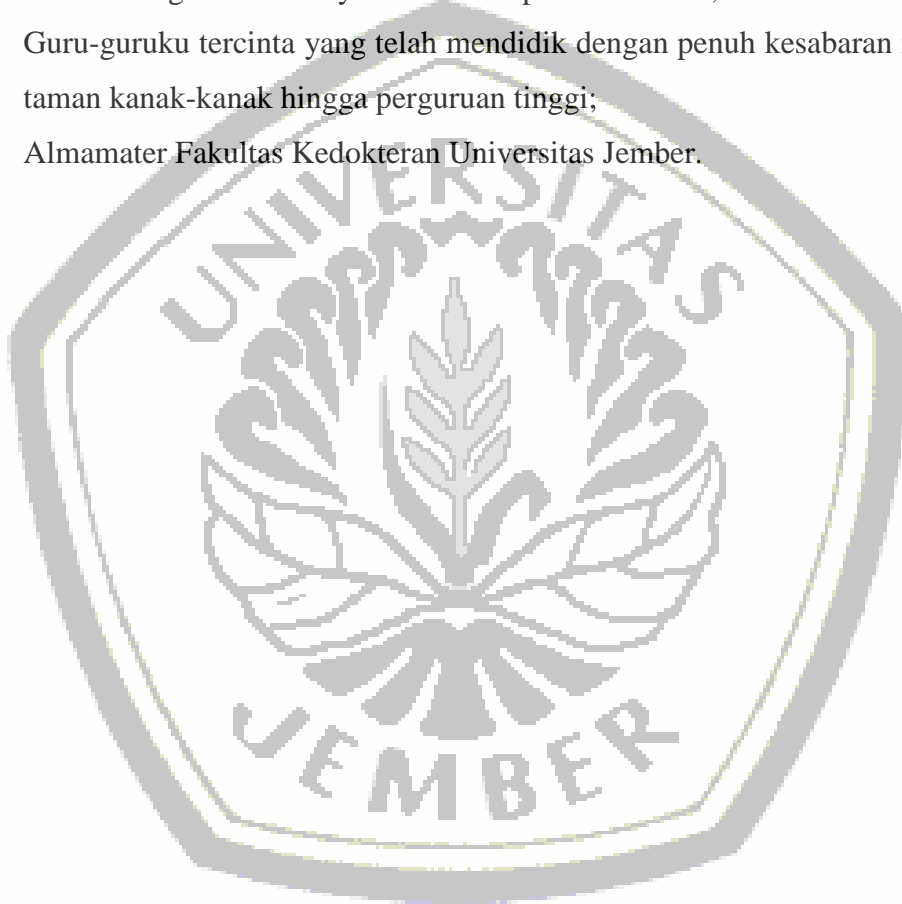 Guru-guruku tercinta yang telah mendidik dengan penuh kesabaran
taman kanak-kanak hingga perguruan tinggi;
Almamater Fakultas Kedokteran Universitas Jember.
UNIVERSITAS
JEMBER